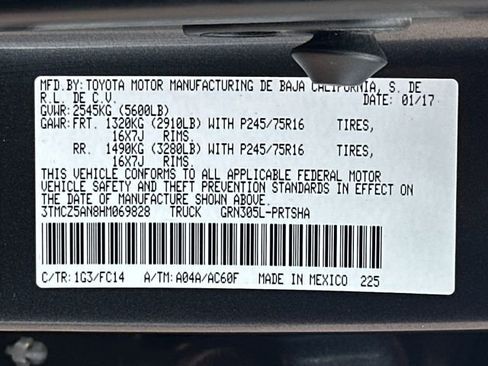 MFD.BY:TOYOTA MOTOR MANUFACTURING DE BAJA CALIFORNIA, S. DE
R.L. DE C.V. DATE: 01/17
GVWR:2545KG (5600LB)
GAWR:FRT. 1320KG (2910LB) WITH P245/75R16 TIRES,
16X7J RIMS.
RR. 1490KG (3280LB) WITH P245/75R16 TIRES,
16X7J RIMS.
THIS VEHICLE CONFORMS TO ALL APPLICABLE FEDERAL MOTOR
VEHICLE SAFETY AND THEFT PREVENTION STANDARDS IN EFFECT ON
THE DATE OF MANUFACTURE SHOWN ABOVE.
3TMCZ5AN8HM069828 TRUCK GRN305L-PRTSHA
C/TR:1G3/FC14 A/TM:A04A/AC60F MADE IN MEXICO 225